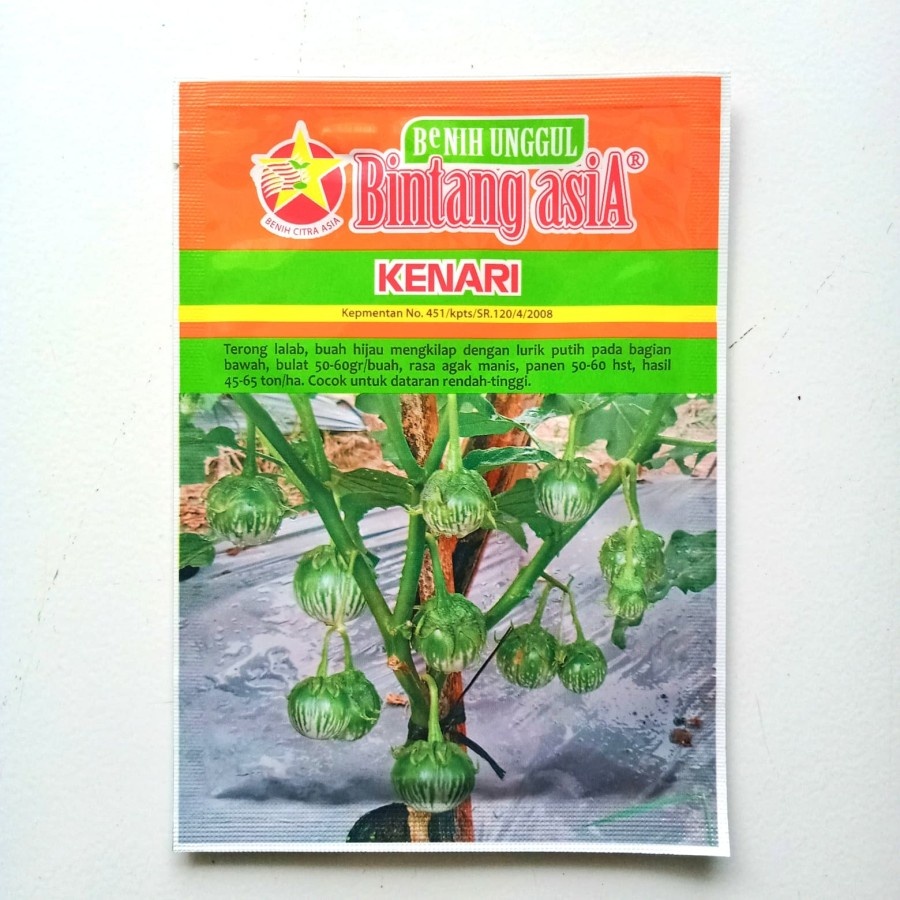 BeNIH UNGGUL
Bintang asiA®
BENIH CITRA ASIA
KENARI
Kepmentan No. 451/kpts/SR.120/4/2008
Terong lalab, buah hijau mengkilap dengan lurik putih pada bagian
bawah, bulat 50-60gr/buah, rasa agak manis, panen 50-60 hst, hasil
45-65 ton/ha. Cocok untuk dataran rendah-tinggi.